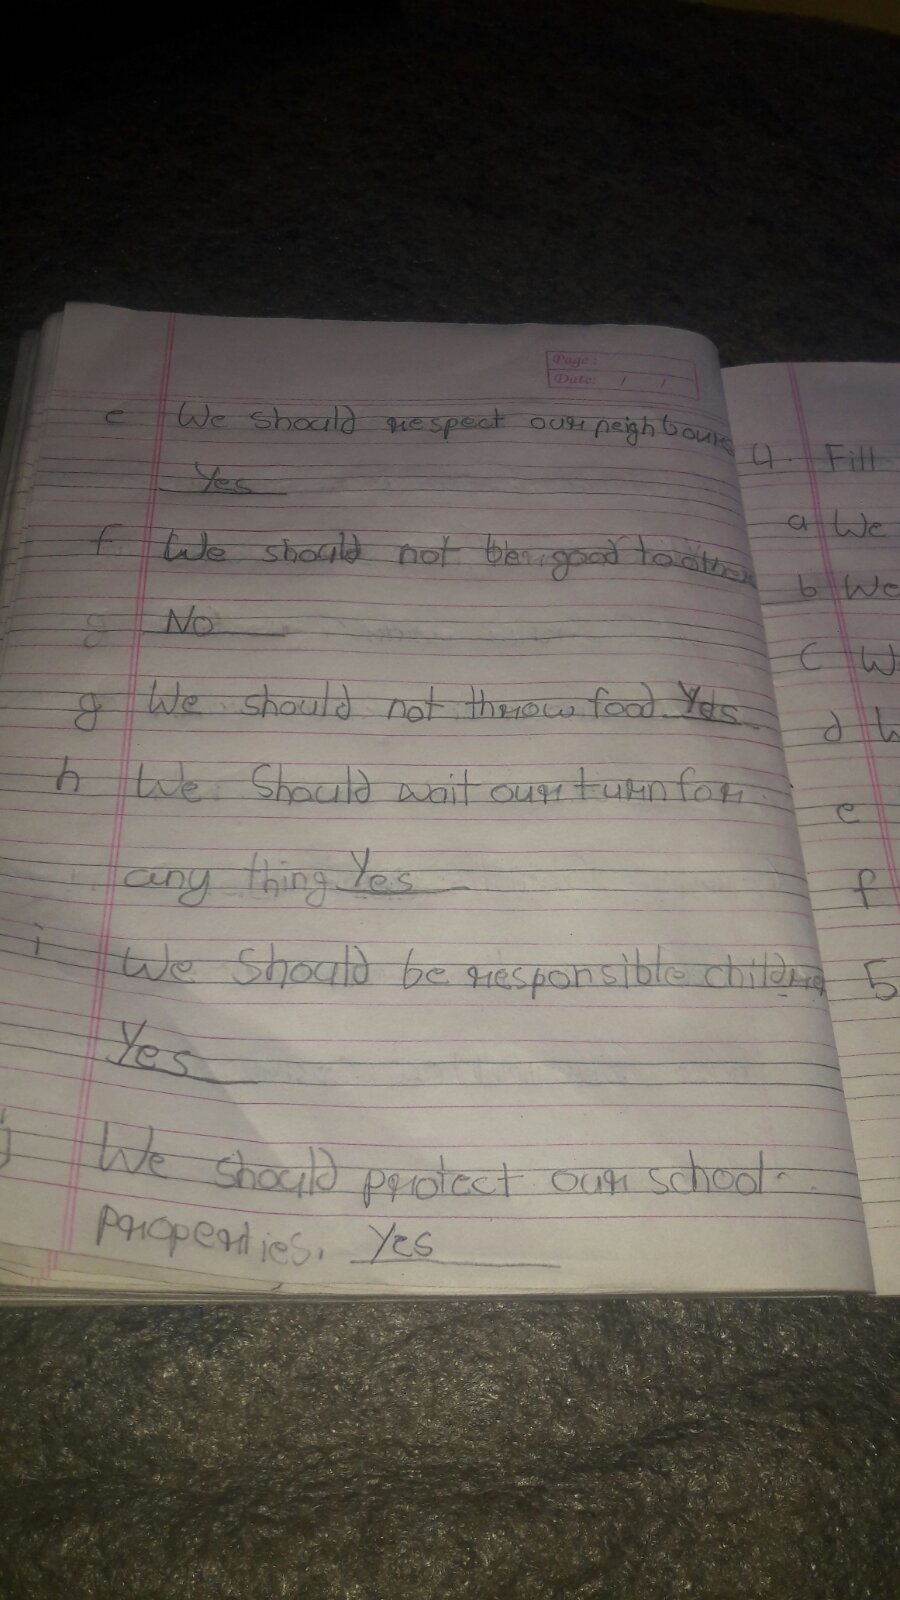 Page:
Date: / /
e We should respect our neighbours
Yes
f We should not be good to other
g No
g We should not throw food Yes
h We Should wait our turn for
any thing Yes
i We Should be responsible
Yes
j We should protect our school
properties. Yes
4. Fill
a We
b We
c W
d
e
f
5